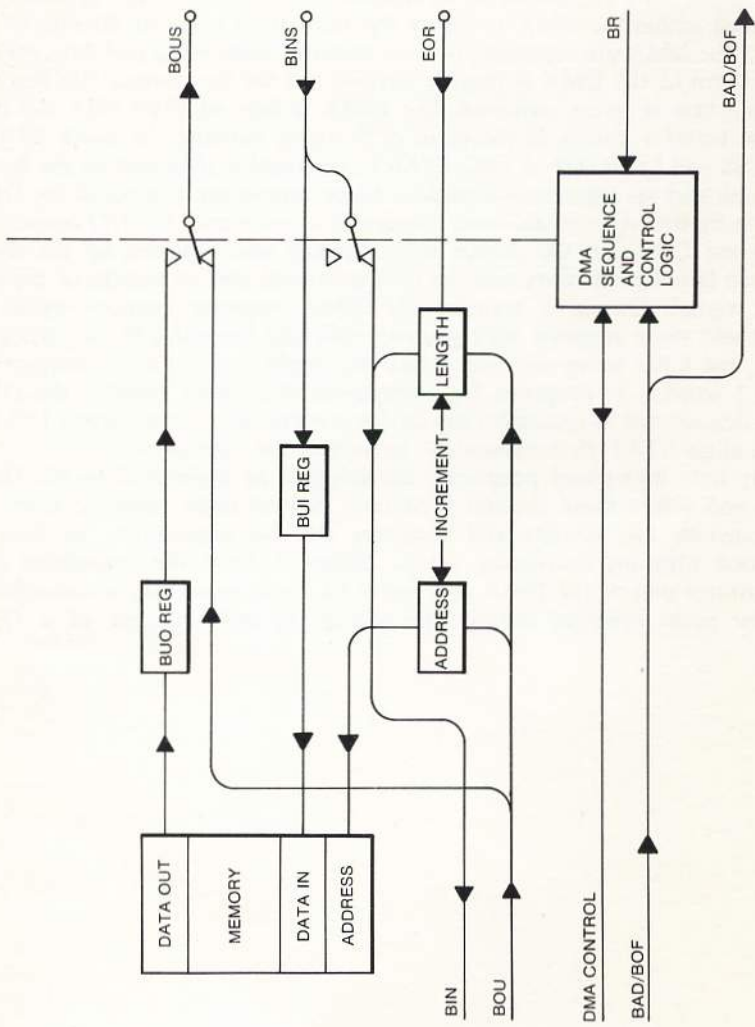 BOUS
BINS
EOR
BR
BAD/BOF
DATA OUT
MEMORY
DATA IN
ADDRESS
BUO REG
BUI REG
ADDRESS
INCREMENT
LENGTH
DMA SEQUENCE
AND
CONTROL
LOGIC
BIN
BOU
DMA CONTROL
BAD/BOF